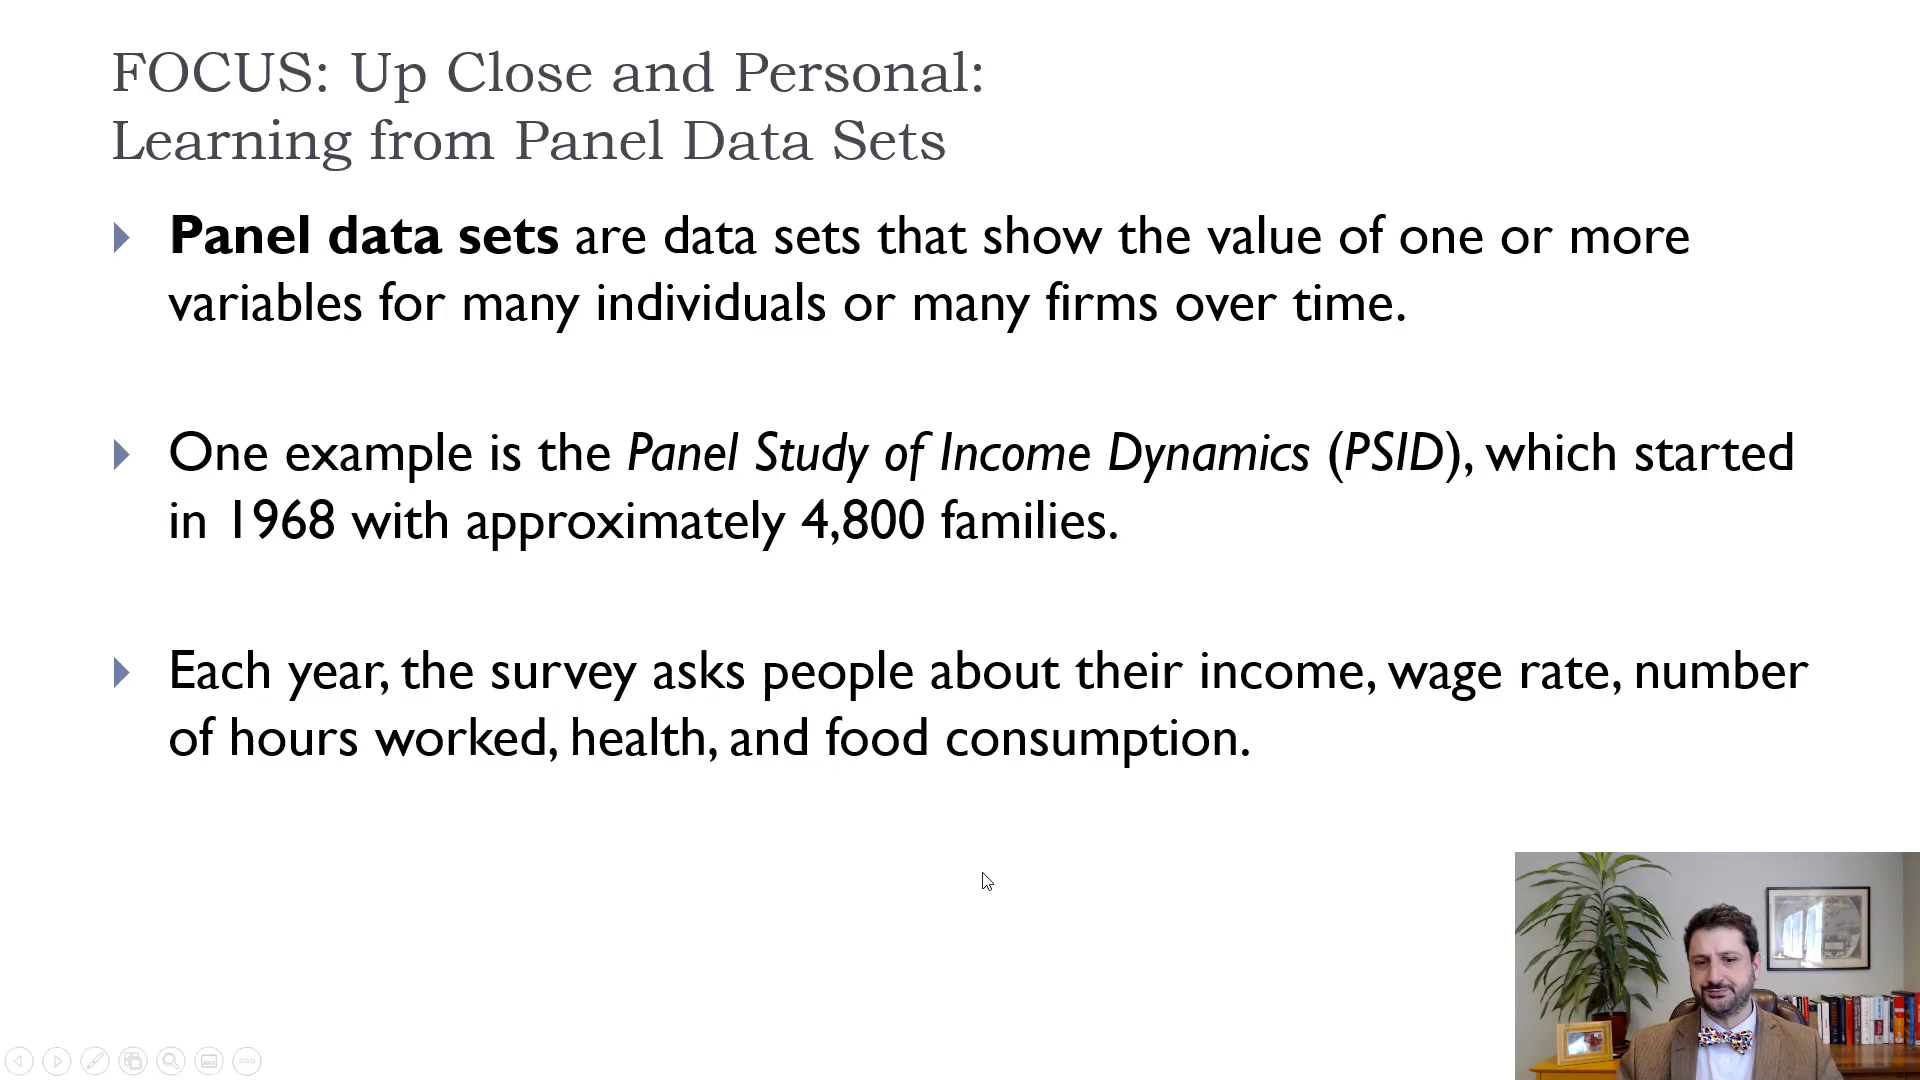 FOCUS: Up Close and Personal:
Learning from Panel Data Sets
Panel data sets are data sets that show the value of one or more
variables for many individuals or many firms over time.
One example is the Panel Study of Income Dynamics (PSID), which started
in 1968 with approximately 4,800 families.
Each year, the survey asks people about their income, wage rate, number
of hours worked, health, and food consumption.